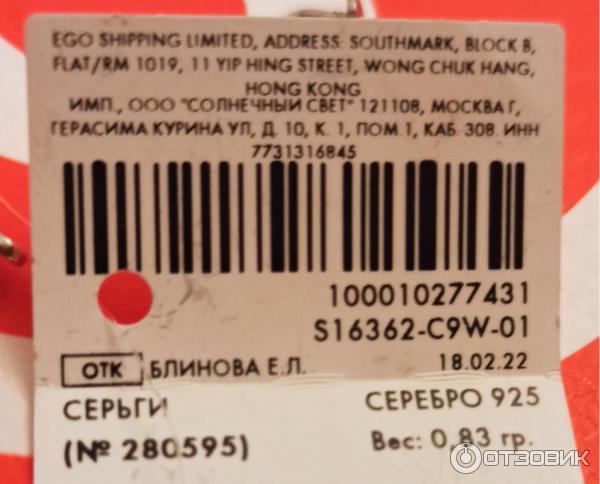 EGO SHIPPING LIMITED, ADDRESS: SOUTHMARK, BLOCK B,
FLAT/RM 1019, 11 YIP HING STREET, WONG CHUK HANG,
HONG KONG
ИМП., ООО "СОЛНЕЧНЫЙ СВЕТ" 121108, МОСКВА Г,
ГЕРАСИМА КУРИНА УЛ, Д. 10, К. 1, ПОМ.1, КАБ. 308. ИНН
7731316845
100010277431
S16362-C9W-01
ОТК БЛИНОВА Е.Л. 18.02.22
СЕРЬГИ СЕРЕБРО 925
(№ 280595) Вес: 0,83 гр.
ОТЗОВИК